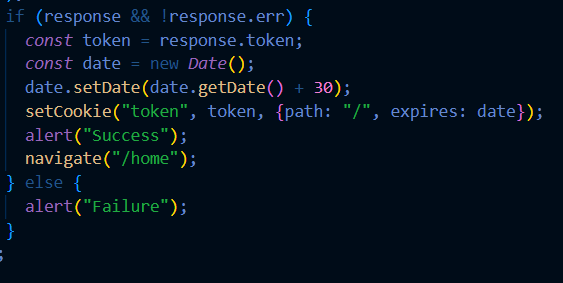 if (response && !response.err) {
const token = response.token;
const date = new Date();
date.setDate(date.getDate() + 30);
setCookie("token", token, {path: "/", expires: date});
alert("Success");
navigate("/home");
} else {
alert("Failure");
}
;